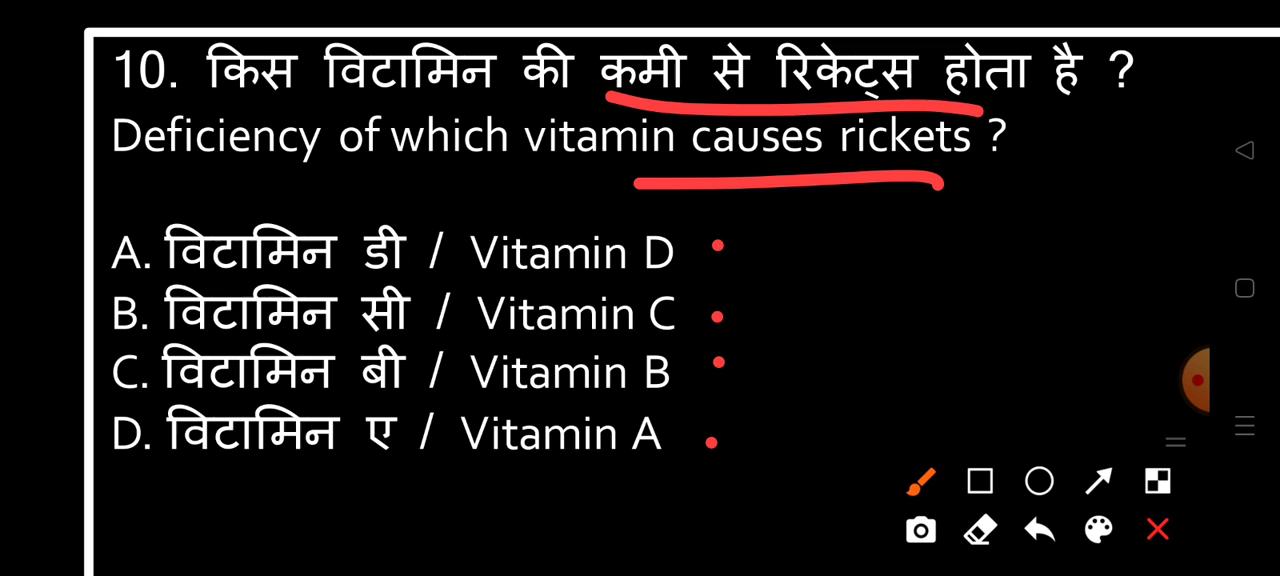 10. किस विटामिन की कमी से रिकेट्स होता है ?
Deficiency of which vitamin causes rickets ?
A. विटामिन डी / Vitamin D
B. विटामिन सी / Vitamin C
C. विटामिन बी / Vitamin B
D. विटामिन ए / Vitamin A